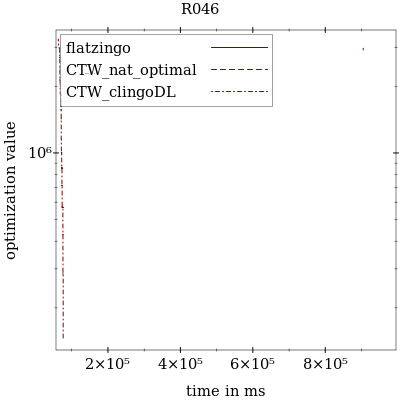 R046
flatzingo
CTW_nat_optimal
CTW_clingoDL
optimization value
10⁶
2×10⁵ 4×10⁵ 6×10⁵ 8×10⁵
time in ms